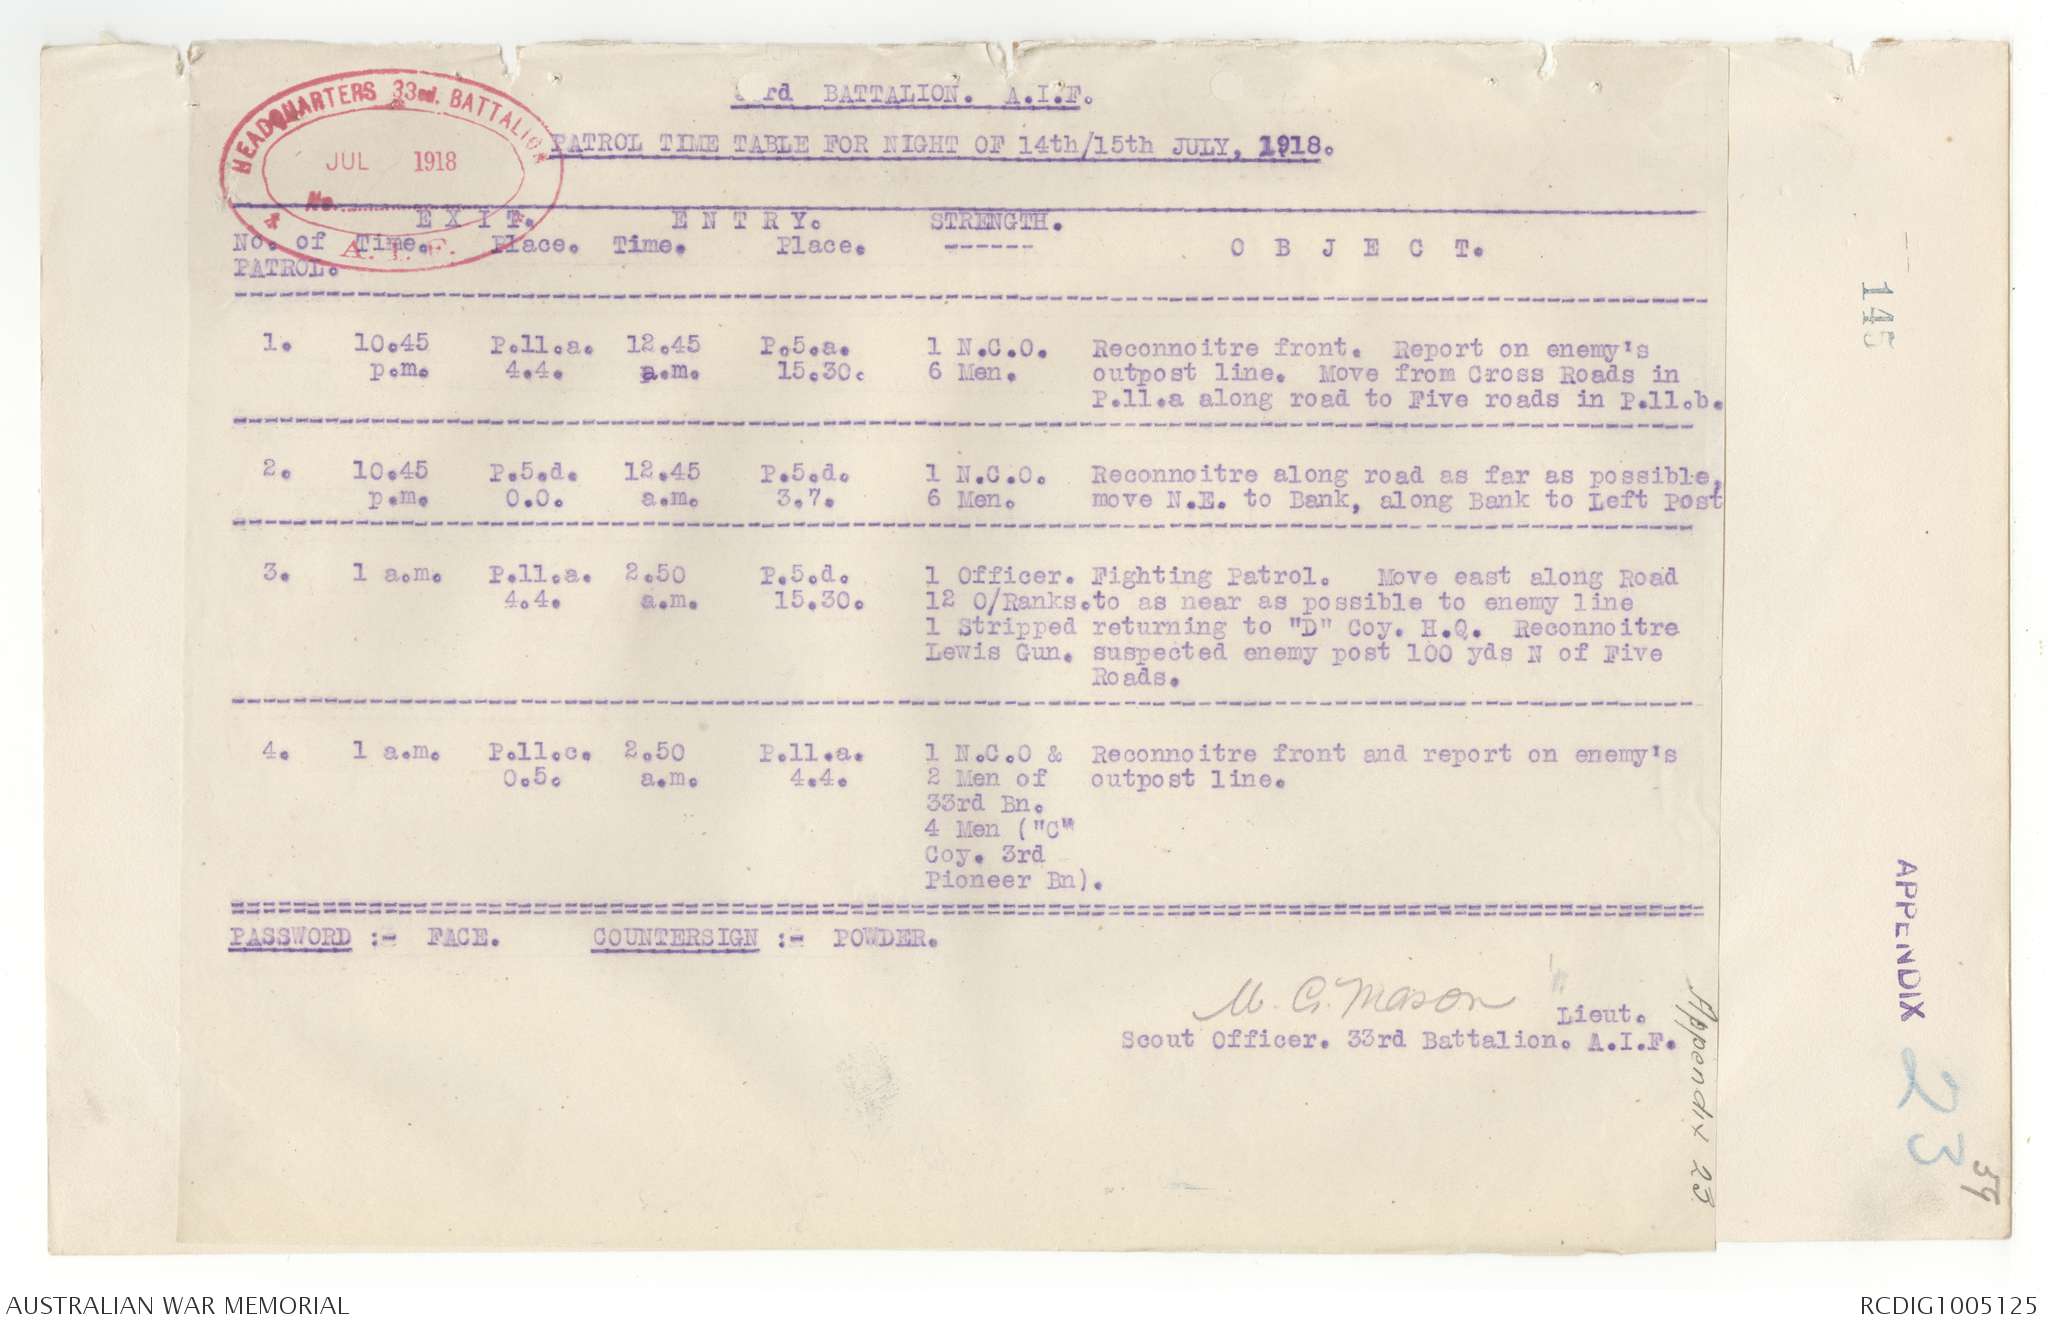 HEADQUARTERS 33rd. BATTALION
JUL 1918
No.
A. I. F.
rd BATTALION. A.I.F.
PATROL TIME TABLE FOR NIGHT OF 14th/15th JULY, 1918.
E X I T. E N T R Y. STRENGTH.
No. of Time. Place. Time. Place. ------ O B J E C T.
PATROL.
1. 10.45 P.11.a. 12.45 P.5.a. 1 N.C.O. Reconnoitre front. Report on enemy's
p.m. 4.4. a.m. 15.30. 6 Men. outpost line. Move from Cross Roads in
P.11.a along road to Five roads in P.11.b.
2. 10.45 P.5.d. 12.45 P.5.d. 1 N.C.O. Reconnoitre along road as far as possible,
p.m. 0.0. a.m. 3.7. 6 Men. move N.E. to Bank, along Bank to Left Post
3. 1 a.m. P.11.a. 2.50 P.5.d. 1 Officer. Fighting Patrol. Move east along Road
4.4. a.m. 15.30. 12 O/Ranks. to as near as possible to enemy line
1 Stripped returning to "D" Coy. H.Q. Reconnoitre
Lewis Gun. suspected enemy post 100 yds N of Five
Roads.
4. 1 a.m. P.11.c. 2.50 P.11.a. 1 N.C.O & Reconnoitre front and report on enemy's
0.5. a.m. 4.4. 2 Men of outpost line.
33rd Bn.
4 Men ("C"
Coy. 3rd
Pioneer Bn).
PASSWORD :- FACE. COUNTERSIGN :- POWDER.
G. Mason Lieut.
Scout Officer. 33rd Battalion. A.I.F.
Appendix 23
145
APPENDIX 23
59
AUSTRALIAN WAR MEMORIAL RCDIG1005125